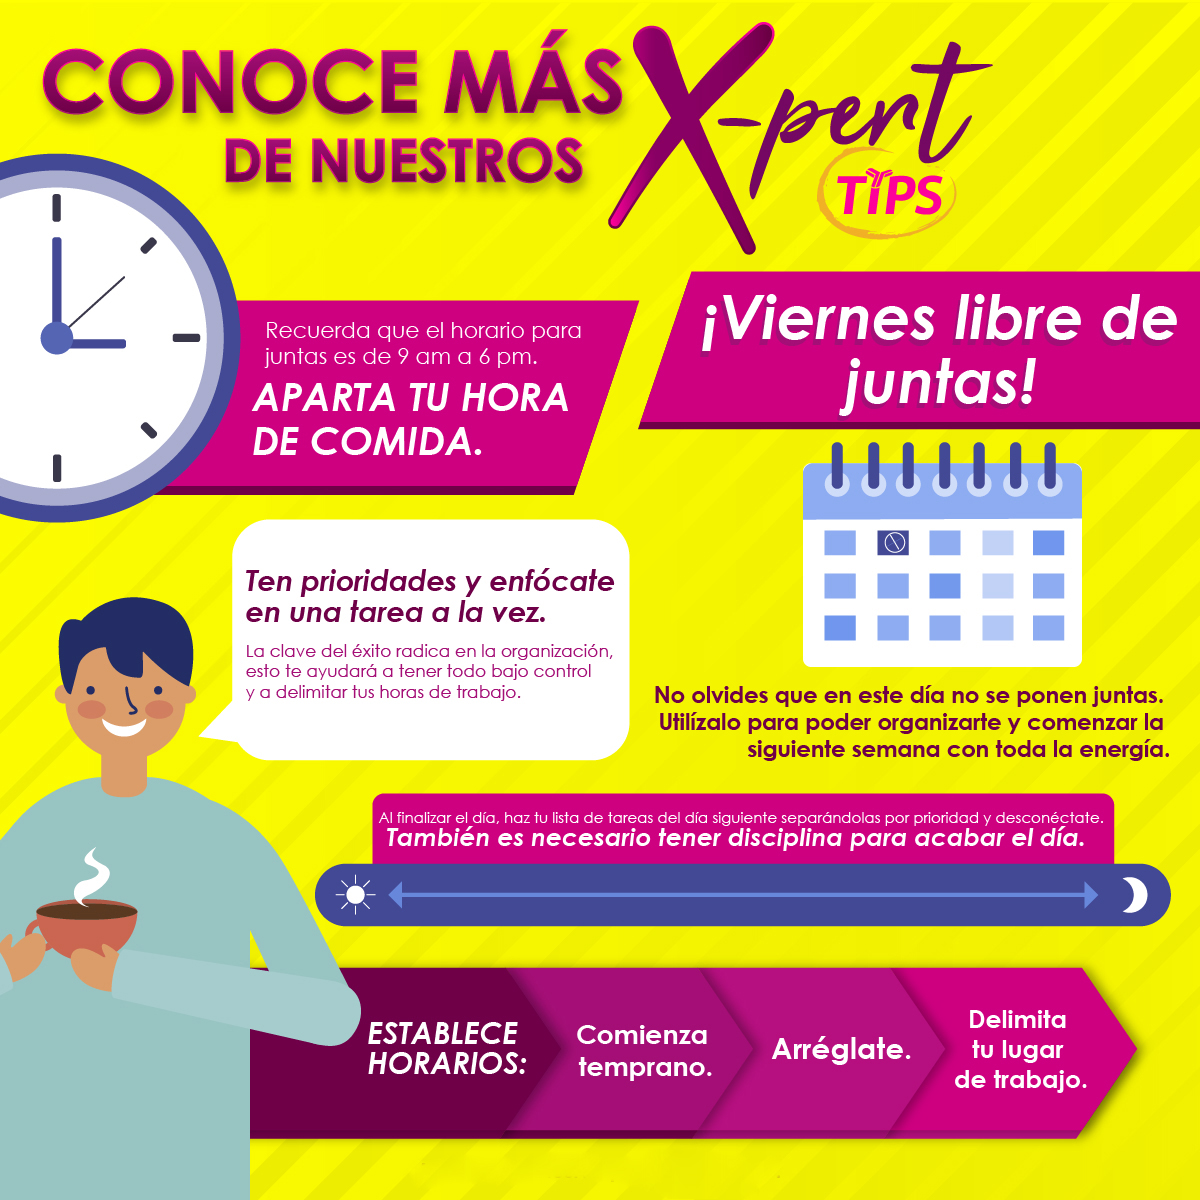 CONOCE MÁS
DE NUESTROS
X-pert
TIPS
Recuerda que el horario para
juntas es de 9 am a 6 pm.
APARTA TU HORA
DE COMIDA.
¡Viernes libre de
juntas!
Ten prioridades y enfócate
en una tarea a la vez.
La clave del éxito radica en la organización,
esto te ayudará a tener todo bajo control
y a delimitar tus horas de trabajo.
No olvides que en este día no se ponen juntas.
Utilízalo para poder organizarte y comenzar la
siguiente semana con toda la energía.
Al finalizar el día, haz tu lista de tareas del día siguiente separándolas por prioridad y desconéctate.
También es necesario tener disciplina para acabar el día.
ESTABLECE
HORARIOS:
Comienza
temprano.
Arréglate.
Delimita
tu lugar
de trabajo.